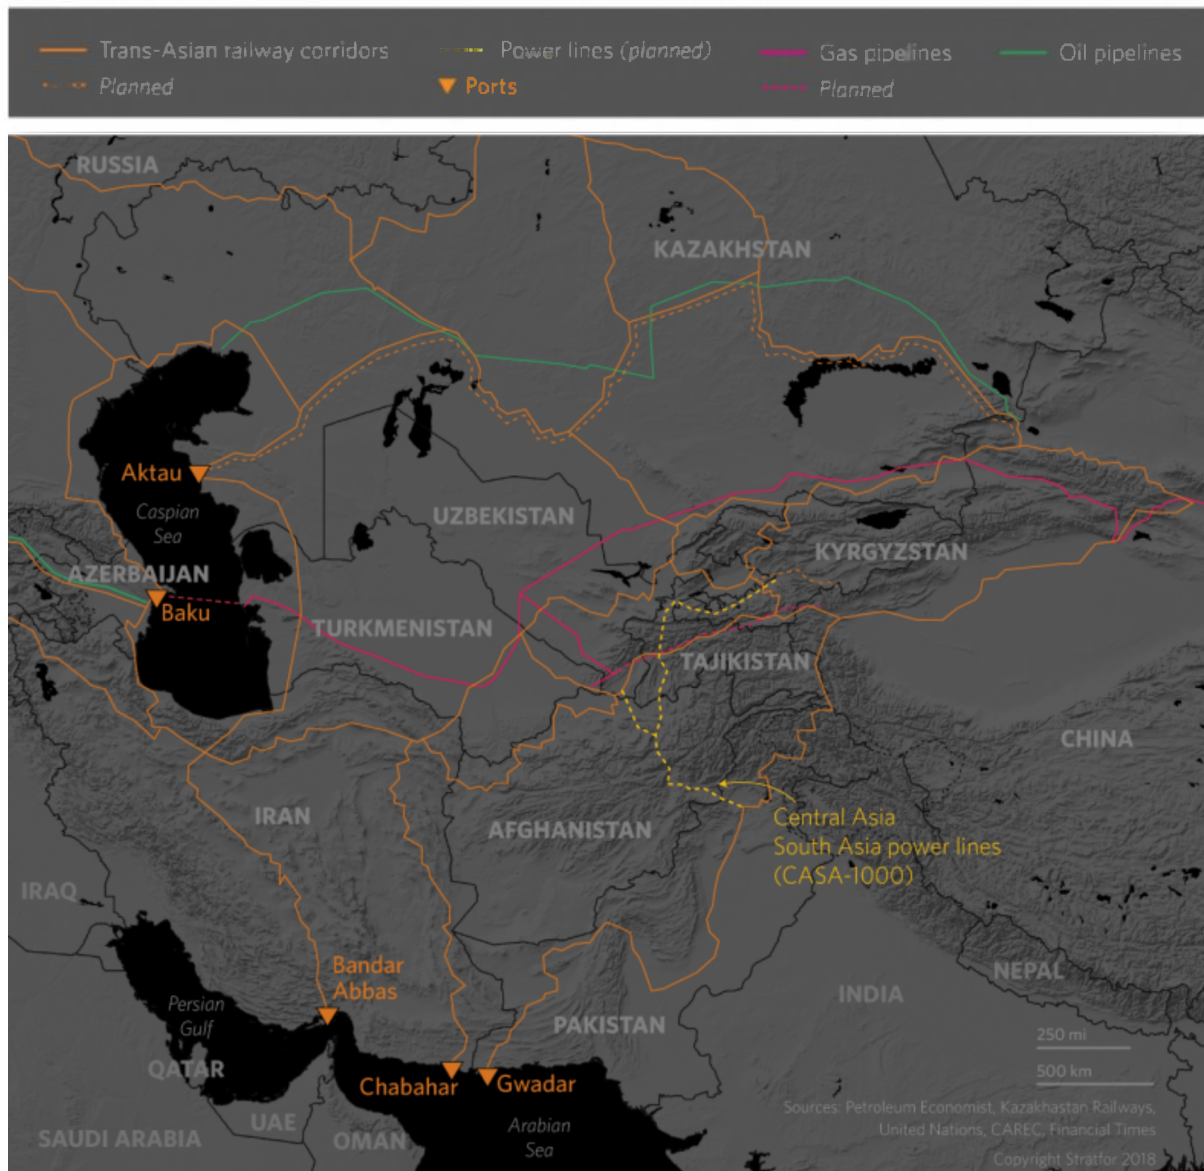 Trans-Asian railway corridors
Power lines (planned)
Gas pipelines
Oil pipelines
Planned
Ports
Planned
RUSSIA
KAZAKHSTAN
Aktau
Caspian
Sea
UZBEKISTAN
KYRGYZSTAN
AZERBAIJAN
Baku
TURKMENISTAN
TAJIKISTAN
CHINA
IRAN
AFGHANISTAN
Central Asia
South Asia power lines
(CASA-1000)
IRAQ
Bandar
Abbas
NEPAL
INDIA
Persian
Gulf
PAKISTAN
250 mi
QATAR
500 km
Chabahar
Gwadar
Sources: Petroleum Economist, Kazakhastan Railways,
United Nations, CAREC, Financial Times
UAE
Arabian
Sea
SAUDI ARABIA
OMAN
Copyright Stratfor 2018